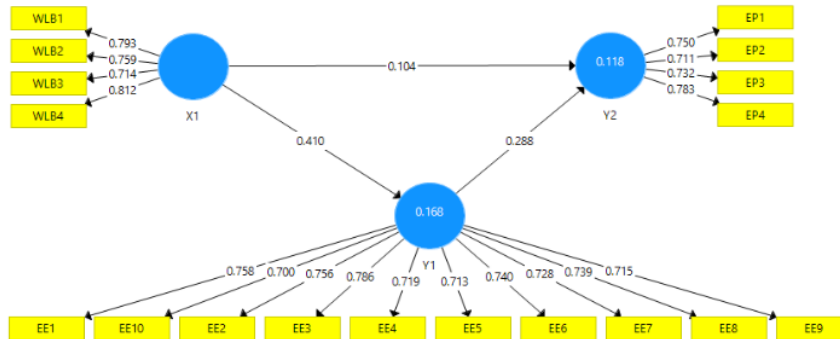 WLB1
WLB2
WLB3
WLB4
0.793
0.759
0.714
0.812
X1
0.104
0.118
Y2
0.750
0.711
0.732
0.783
EP1
EP2
EP3
EP4
0.410
0.288
0.168
Y1
0.758
0.700
0.756
0.786
0.719
0.713
0.740
0.728
0.739
0.715
EE1
EE10
EE2
EE3
EE4
EE5
EE6
EE7
EE8
EE9